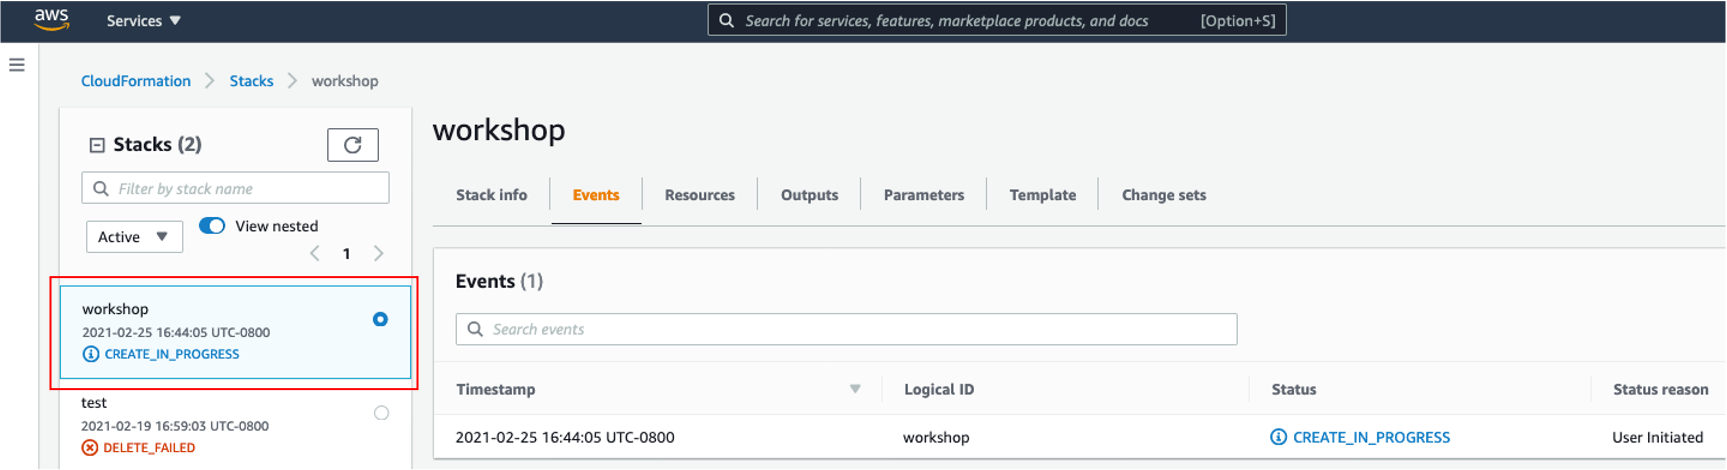 aws Services ▼ Search for services, features, marketplace products, and docs [Option+S]
CloudFormation > Stacks > workshop
Stacks (2)
Filter by stack name
Active ▼ View nested
< 1 >
workshop
2021-02-25 16:44:05 UTC-0800
CREATE_IN_PROGRESS
test
2021-02-19 16:59:03 UTC-0800
DELETE_FAILED
workshop
Stack info Events Resources Outputs Parameters Template Change sets
Events (1)
Search events
Timestamp ▼ Logical ID Status Status reason
2021-02-25 16:44:05 UTC-0800 workshop CREATE_IN_PROGRESS User Initiated